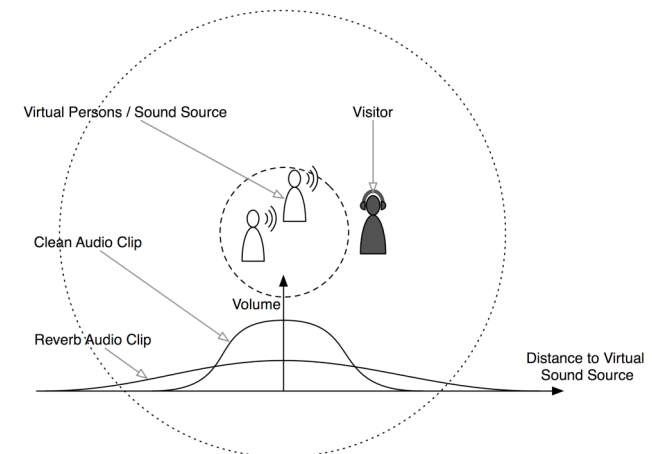 Virtual Persons / Sound Source
Visitor
Clean Audio Clip
Volume
Reverb Audio Clip
Distance to Virtual
Sound Source